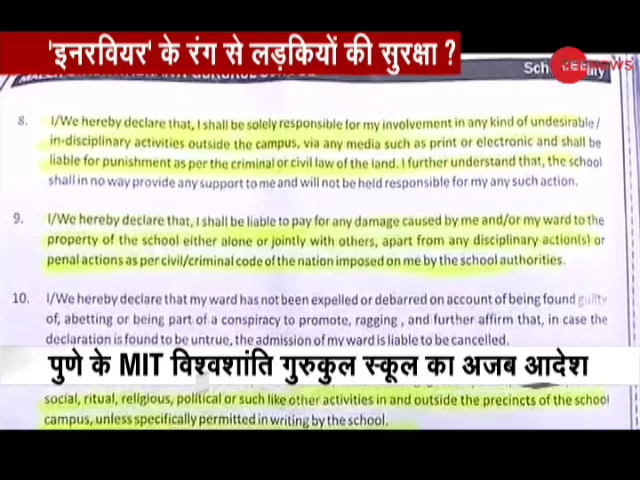 'इनरवियर' के रंग से लड़कियों की सुरक्षा ?
NEWS
8. I/We hereby declare that, I shall be solely responsible for my involvement in any kind of undesirable/
in-disciplinary activities outside the campus, via any media such as print or electronic and shall be
liable for punishment as per the criminal or civil law of the land. I further understand that, the school
shall in no way provide any support to me and will not be held responsible for my any such action.
9. I/We hereby declare that, I shall be liable to pay for any damage caused by me and/or my ward to the
property of the school either alone or jointly with others, apart from any disciplinary action(s) or
penal actions as per civil/criminal code of the nation imposed on me by the school authorities.
10. I/We hereby declare that my ward has not been expelled or debarred on account of being found guilty
of, abetting or being part of a conspiracy to promote, ragging , and further affirm that, in case the
declaration is found to be untrue, the admission of my ward is liable to be cancelled.
पुणे के MIT विश्वशांति गुरुकुल स्कूल का अजब आदेश
social, ritual, religious, political or such like other activities in and outside the precincts of the school
campus, unless specifically permitted in writing by the school.